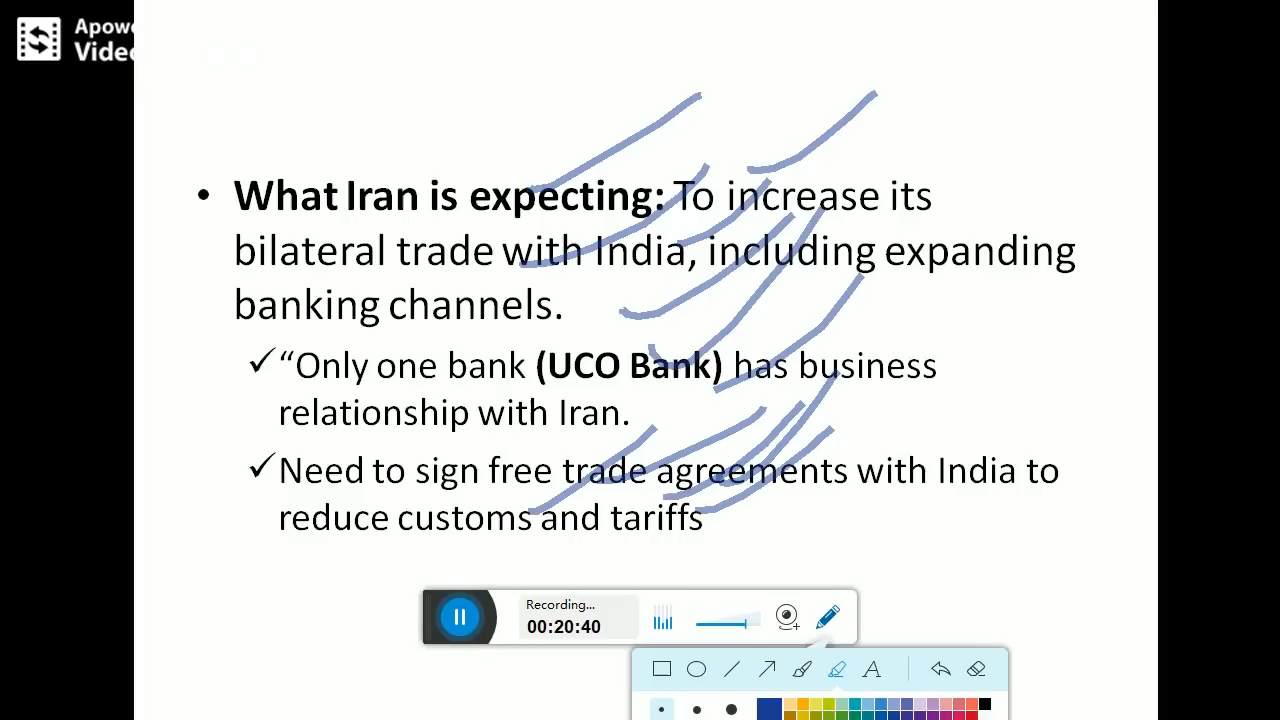 Apowe
Video
• What Iran is expecting: To increase its
bilateral trade with India, including expanding
banking channels.
✓ “Only one bank (UCO Bank) has business
relationship with Iran.
✓ Need to sign free trade agreements with India to
reduce customs and tariffs
Recording...
00:20:40
A